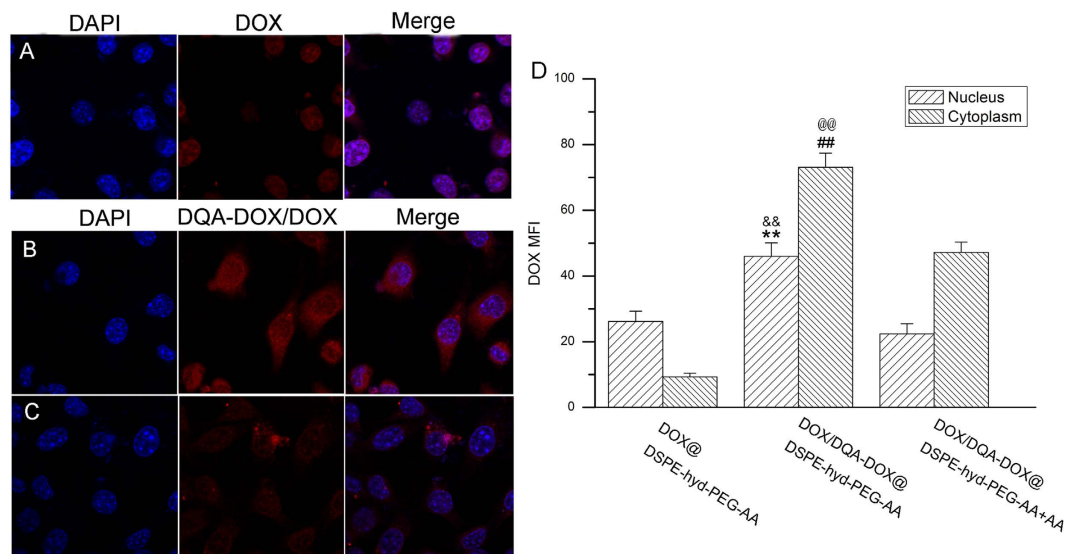 DAPI DOX Merge
A
DAPI DQA-DOX/DOX Merge
B
C
D
DOX MFI
100
80
60
40
20
0
Nucleus
Cytoplasm
&&
**
@@
##
DOX@
DSPE-hyd-PEG-AA
DOX/DQA-DOX@
DSPE-hyd-PEG-AA
DOX/DQA-DOX@
DSPE-hyd-PEG-AA+AA